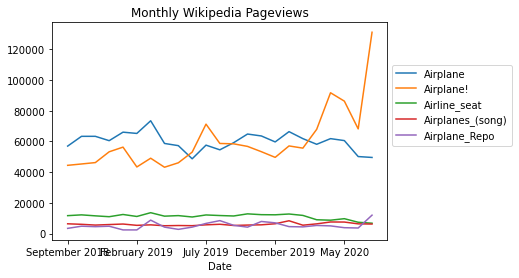 Monthly Wikipedia Pageviews
120000
100000
80000
60000
40000
20000
0
September 2018 February 2019 July 2019 December 2019 May 2020
Date
Airplane
Airplane!
Airline_seat
Airplanes_(song)
Airplane_Repo